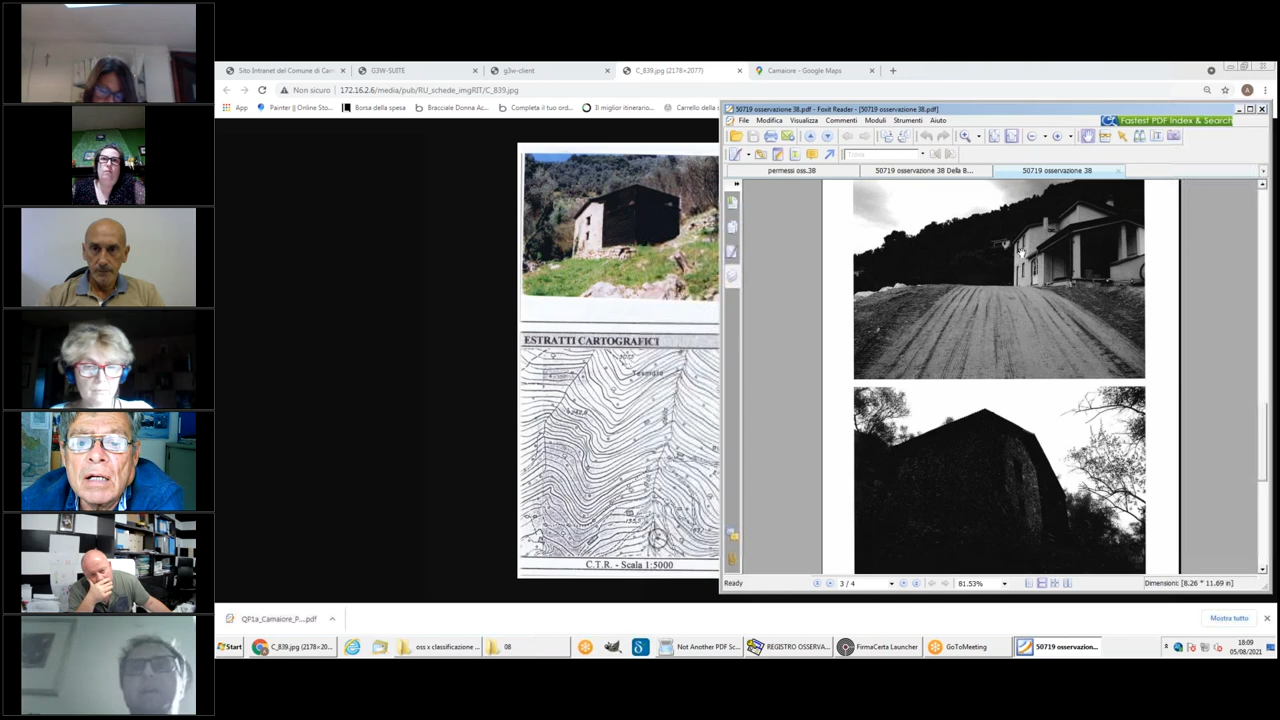 Sito Intranet del Comune di Cam
G3W-SUITE
g3w-client
C_839.jpg (2178×2077)
Camaiore - Google Maps
Non sicuro
172.16.2.6/media/pub/RU_schede_imgRIT/C_839.jpg
App
Painter || Online Sto...
Borsa della spesa
Bracciale Donna Ac...
Completa il tuo ord...
Il miglior itinerario...
Carrello della s
50719 osservazione 38.pdf - Foxit Reader - [50719 osservazione 38.pdf]
File
Modifica
Visualizza
Commenti
Moduli
Strumenti
Aiuto
Fastest PDF Index & Search
Trova
permessi oss.38
50719 osservazione 38 Della B...
50719 osservazione 38
ESTRATTI CARTOGRAFICI
C.T.R. - Scala 1:5000
Ready
3 / 4
81.53%
Dimensioni: [8.26 * 11.69 in]
QP1a_Camaiore_P....pdf
Mostra tutto
Start
C_839.jpg (2178×20...
oss x classificazione ...
08
Not Another PDF Sc...
REGISTRO OSSERVA...
FirmaCerta Launcher
GoToMeeting
50719 osservazion...
18:09
05/08/2021